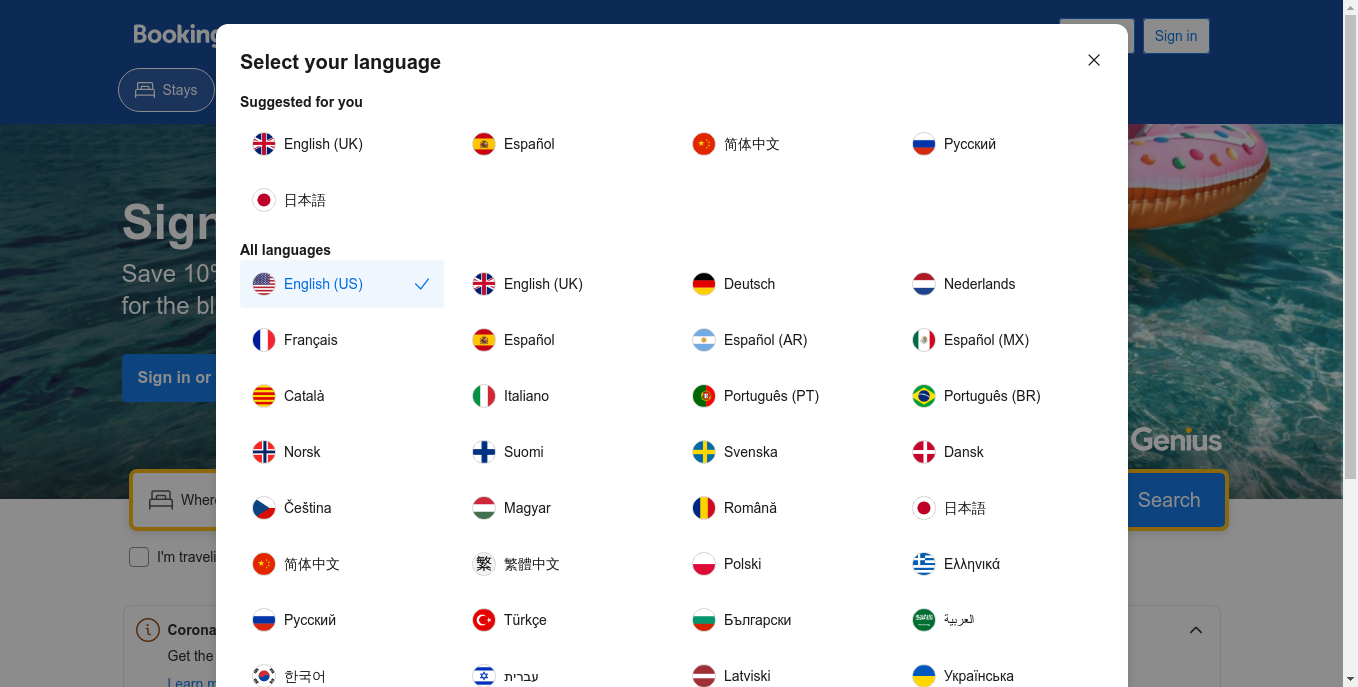 Booking
Sign in
Stays
Select your language
Suggested for you
English (UK)
Español
简体中文
Русский
日本語
All languages
English (US)
English (UK)
Deutsch
Nederlands
Français
Español
Español (AR)
Español (MX)
Català
Italiano
Português (PT)
Português (BR)
Norsk
Suomi
Svenska
Dansk
Čeština
Magyar
Română
日本語
简体中文
繁 繁體中文
Polski
Ελληνικά
Русский
Türkçe
Български
العربية
한국어
עברית
Latviski
Українська
Sign
Save 10%
for the bl
Sign in or
Genius
Where
Search
I'm traveli
Corona
Get the
Learn m